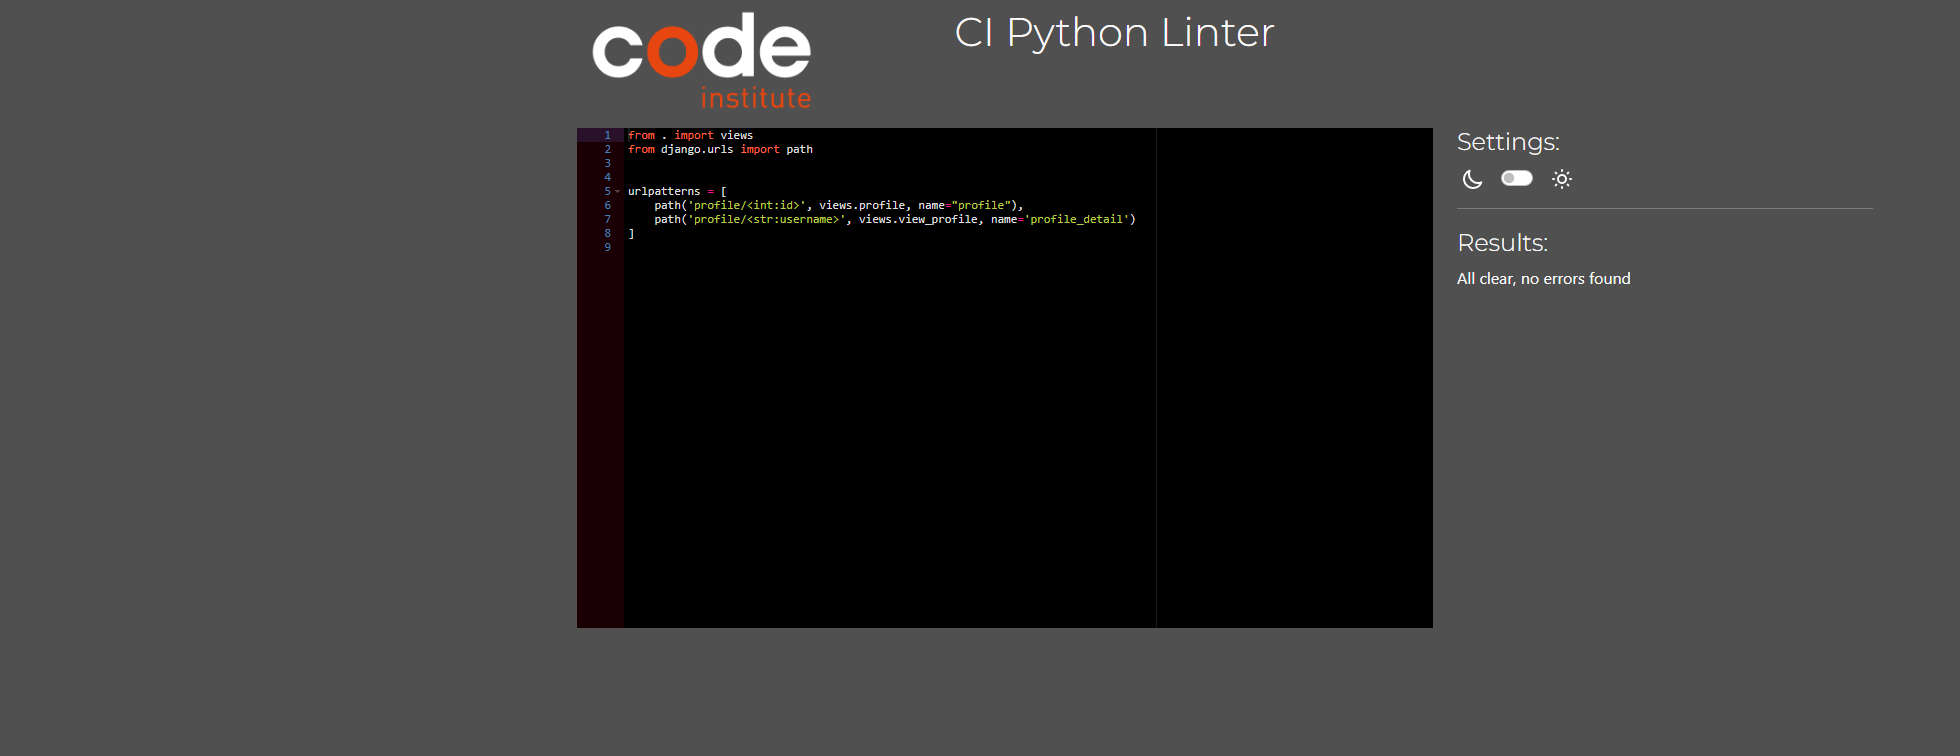 code
institute
CI Python Linter
1 from . import views
2 from django.urls import path
3
4
5 urlpatterns = [
6     path('profile/<int:id>', views.profile, name="profile"),
7     path('profile/<str:username>', views.view_profile, name='profile_detail')
8 ]
9
Settings:
Results:
All clear, no errors found